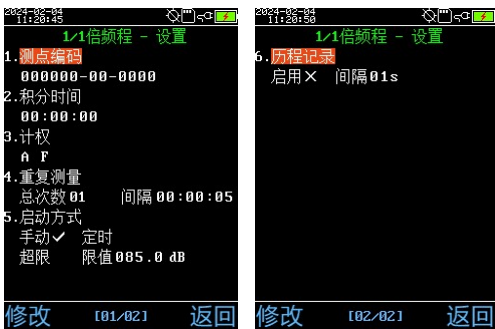 2024-02-04
11:20:45
1/1倍频程 - 设置
1.测点编码
000000-00-0000
2.积分时间
00:00:00
3.计权
A F
4.重复测量
总次数01 间隔00:00:05
5.启动方式
手动✓ 定时
超限 限值085.0 dB
修改 [01/02] 返回
2024-02-04
11:20:50
1/1倍频程 - 设置
6.历程记录
启用× 间隔01s
修改 [02/02] 返回